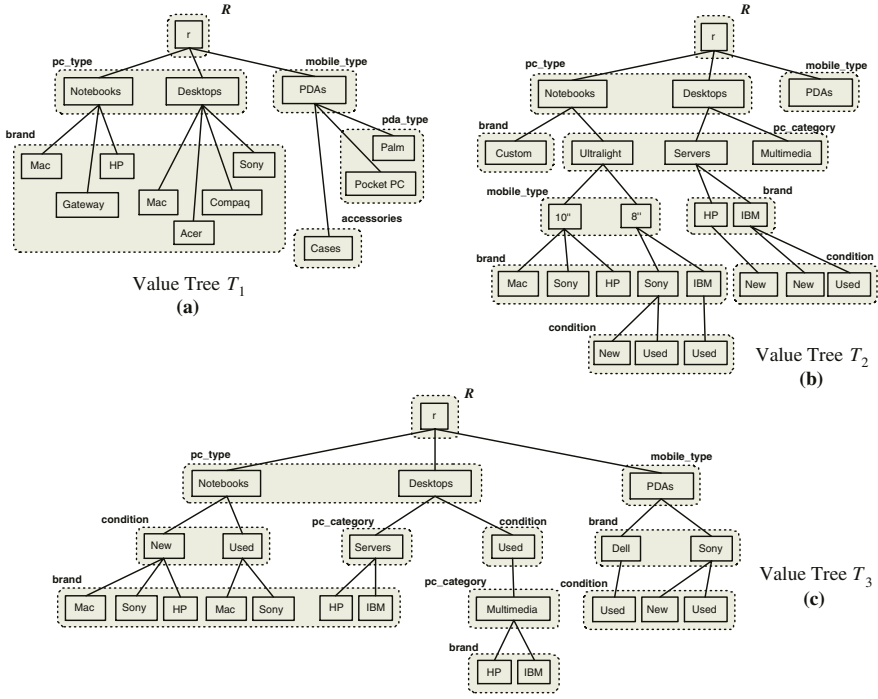 R
r
pc_type
mobile_type
Notebooks
Desktops
PDAs
brand
pda_type
Mac
HP
Sony
Palm
Gateway
Mac
Compaq
Pocket PC
Acer
accessories
Cases
Value Tree T1
(a)
R
r
pc_type
mobile_type
Notebooks
Desktops
PDAs
brand
pc_category
Custom
Ultralight
Servers
Multimedia
mobile_type
brand
10"
8"
HP
IBM
brand
condition
Mac
Sony
HP
Sony
IBM
New
New
Used
condition
New
Used
Used
Value Tree T2
(b)
R
r
pc_type
mobile_type
Notebooks
Desktops
PDAs
condition
pc_category
condition
brand
New
Used
Servers
Used
Dell
Sony
brand
pc_category
condition
Mac
Sony
HP
Mac
Sony
HP
IBM
Multimedia
Used
New
Used
brand
HP
IBM
Value Tree T3
(c)